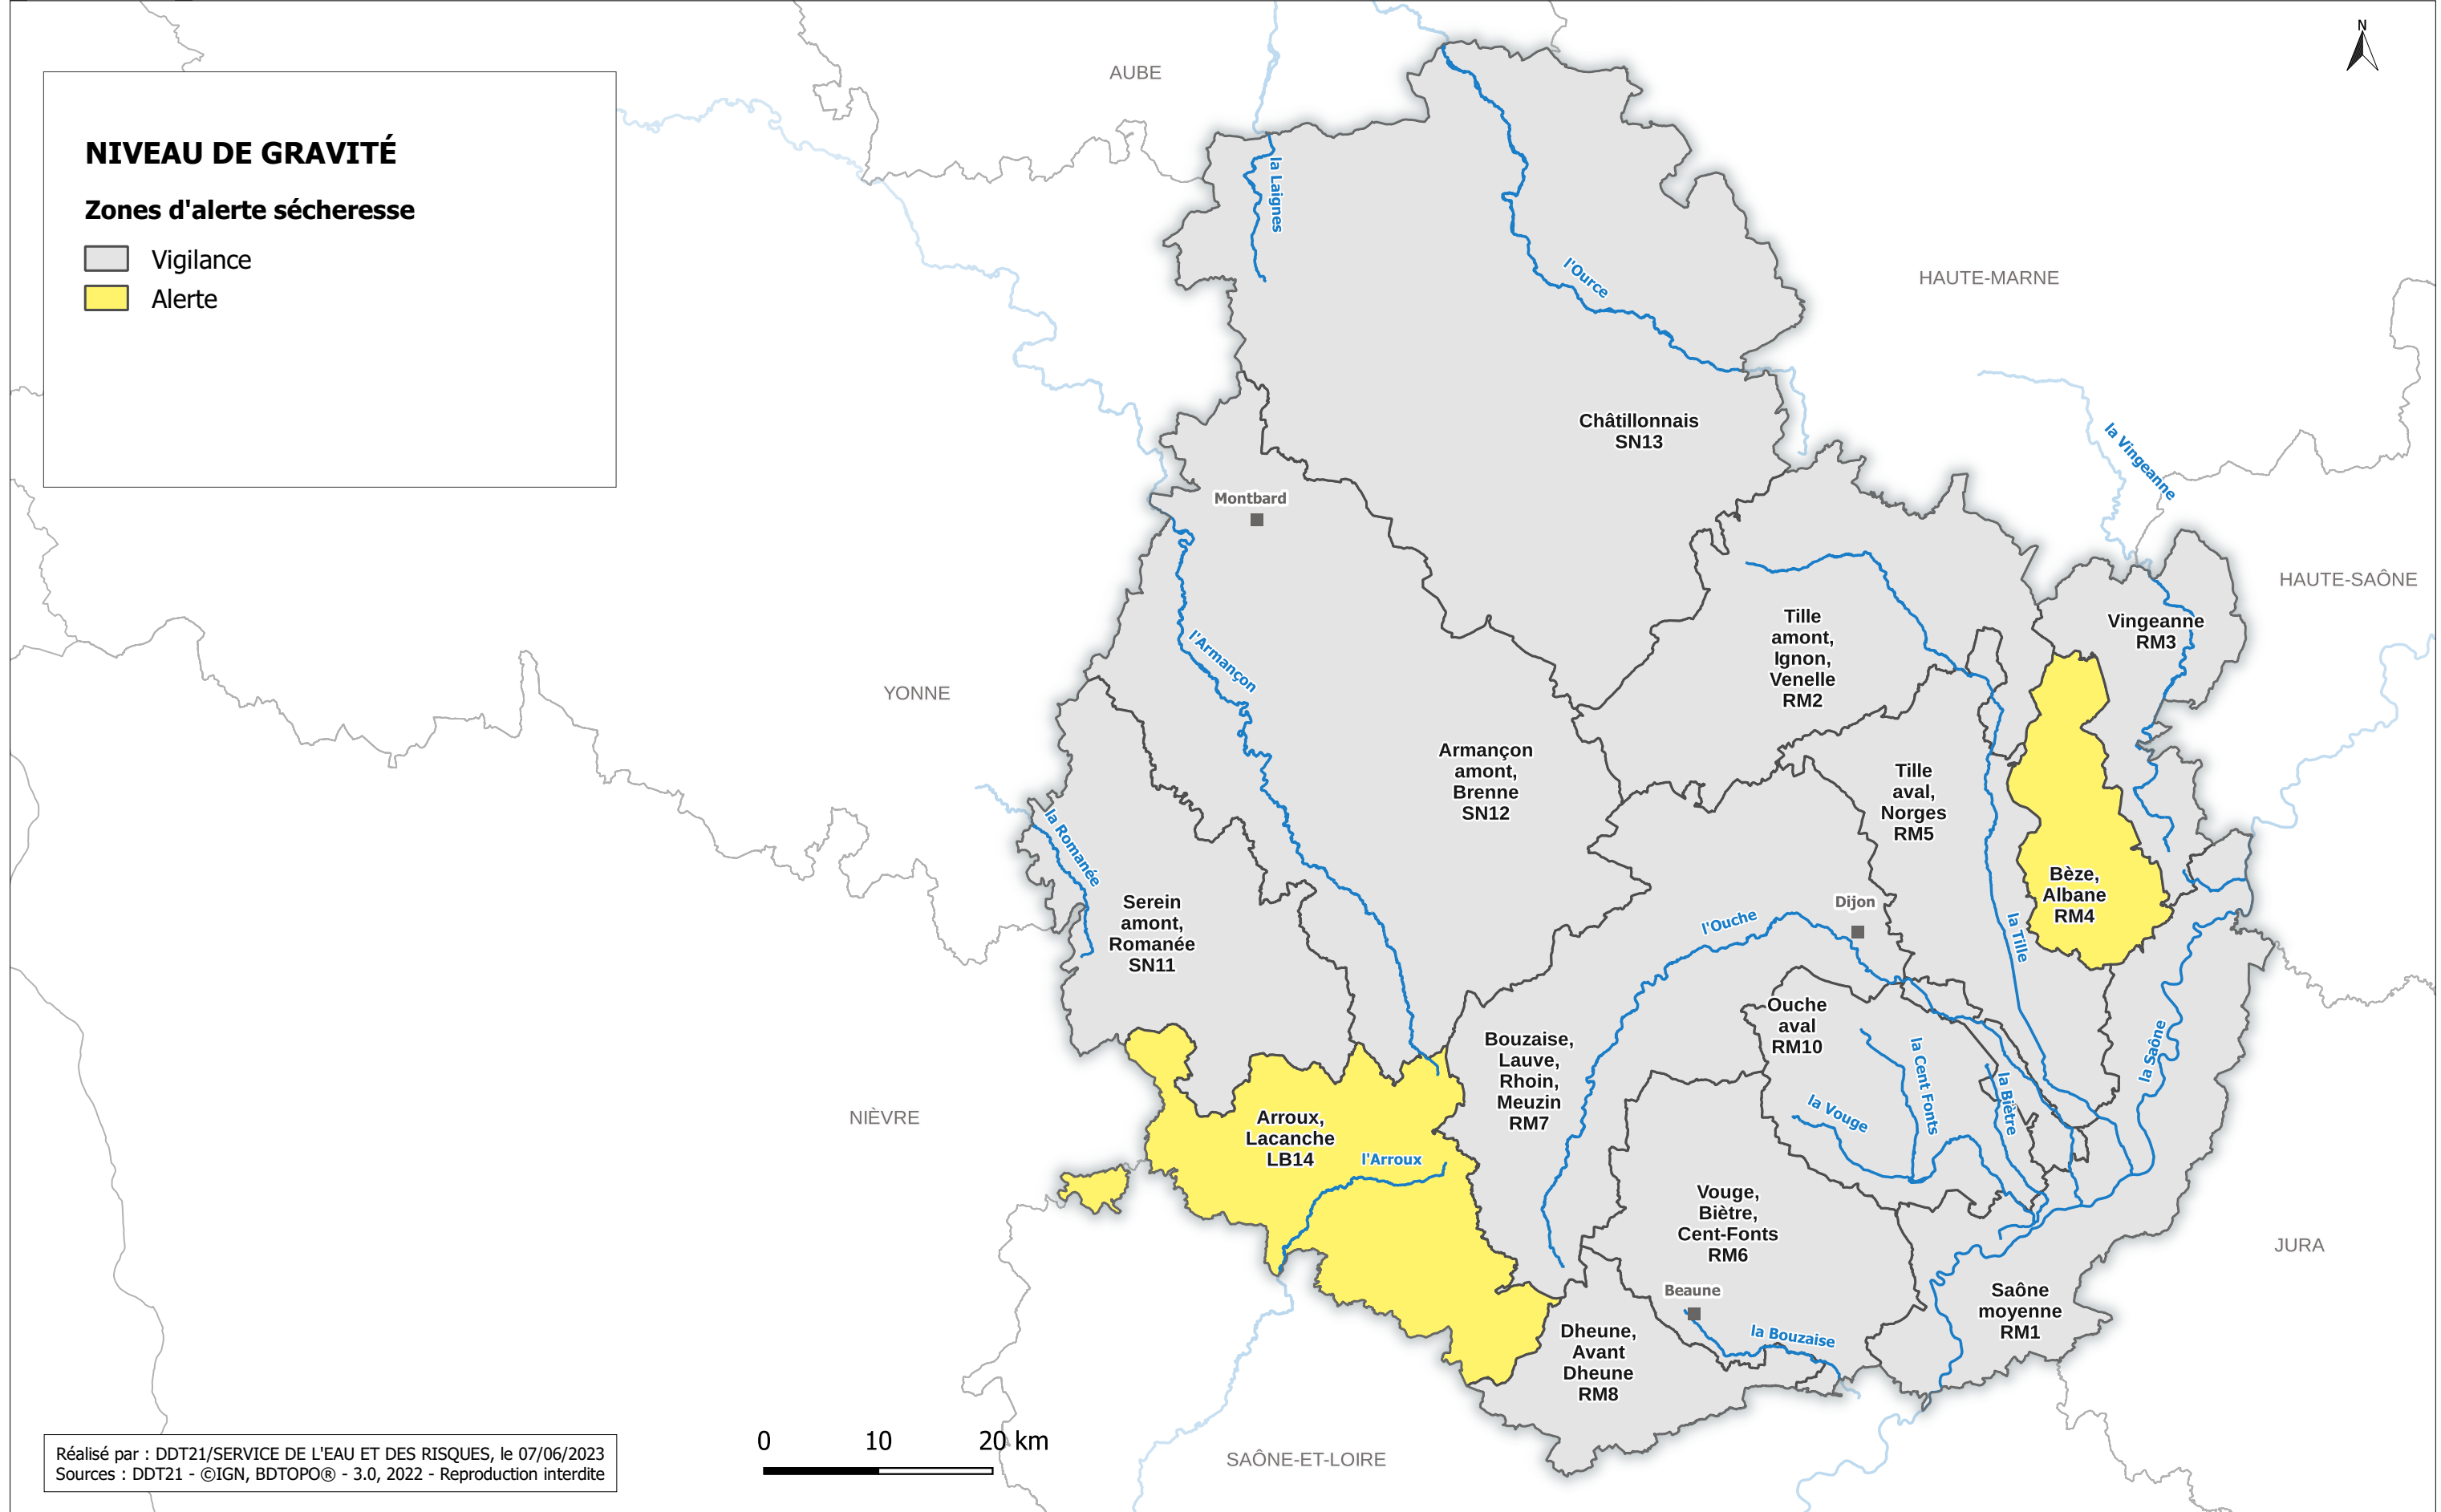 N
AUBE
NIVEAU DE GRAVITÉ
Zones d'alerte sécheresse
Vigilance
Alerte
la Laignes
l'Ource
HAUTE-MARNE
Châtillonnais
SN13
la Vingeanne
Montbard
HAUTE-SAÔNE
Tille
amont,
Ignon,
Venelle
RM2
Vingeanne
RM3
l'Armançon
YONNE
Armançon
amont,
Brenne
SN12
Tille
aval,
Norges
RM5
la Romanée
Bèze,
Albane
RM4
Serein
amont,
Romanée
SN11
Dijon
l'Ouche
la Tille
Ouche
aval
RM10
la Saône
Bouzaise,
Lauve,
Rhoin,
Meuzin
RM7
la Cent Fonts
la Biètre
la Vouge
NIÈVRE
Arroux,
Lacanche
LB14
l'Arroux
Vouge,
Biètre,
Cent-Fonts
RM6
JURA
Beaune
Saône
moyenne
RM1
la Bouzaise
Dheune,
Avant
Dheune
RM8
0 10 20 km
SAÔNE-ET-LOIRE
Réalisé par : DDT21/SERVICE DE L'EAU ET DES RISQUES, le 07/06/2023
Sources : DDT21 - ©IGN, BDTOPO® - 3.0, 2022 - Reproduction interdite